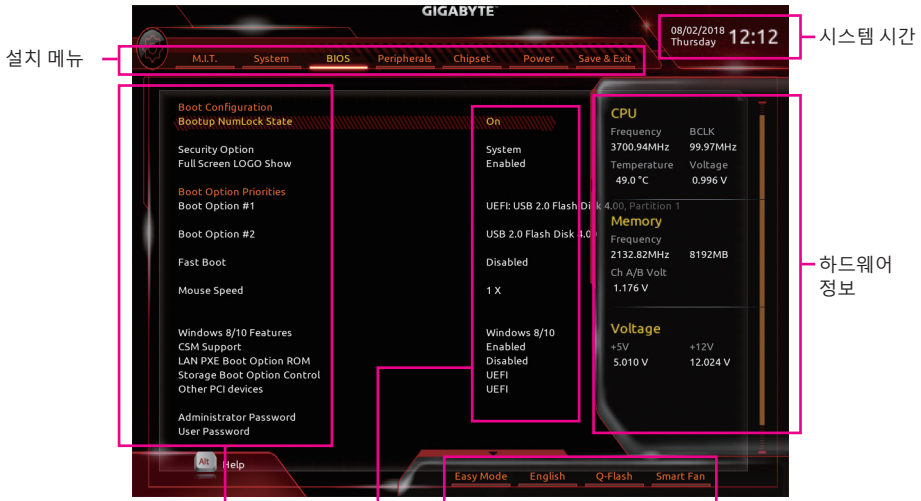 GIGABYTE
설치 메뉴
M.I.T. System BIOS Peripherals Chipset Power Save & Exit
08/02/2018
Thursday
12:12
시스템 시간
Boot Configuration
Bootup NumLock State On
Security Option System
Full Screen LOGO Show Enabled
Boot Option Priorities
Boot Option #1 UEFI: USB 2.0 Flash Disk 4.00, Partition 1
Boot Option #2 USB 2.0 Flash Disk 4.00
Fast Boot Disabled
Mouse Speed 1 X
Windows 8/10 Features Windows 8/10
CSM Support Enabled
LAN PXE Boot Option ROM Disabled
Storage Boot Option Control UEFI
Other PCI devices UEFI
Administrator Password
User Password
CPU
Frequency BCLK
3700.94MHz 99.97MHz
Temperature Voltage
49.0 °C 0.996 V
Memory
Frequency
2132.82MHz 8192MB
Ch A/B Volt
1.176 V
Voltage
+5V +12V
5.010 V 12.024 V
하드웨어
정보
Alt Help
Easy Mode English Q-Flash Smart Fan